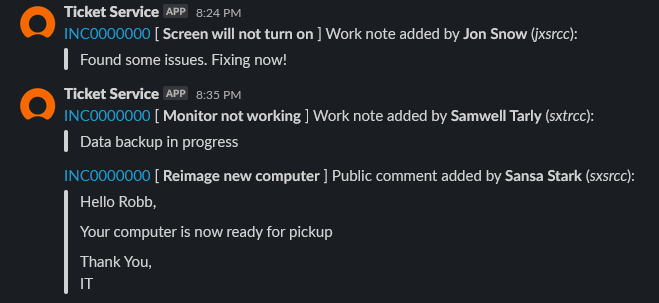 Ticket Service APP 8:24 PM
INC0000000 [ Screen will not turn on ] Work note added by Jon Snow (jxsrcc):
Found some issues. Fixing now!
Ticket Service APP 8:35 PM
INC0000000 [ Monitor not working ] Work note added by Samwell Tarly (sxtrcc):
Data backup in progress
INC0000000 [ Reimage new computer ] Public comment added by Sansa Stark (sxsrcc):
Hello Robb,
Your computer is now ready for pickup
Thank You,
IT